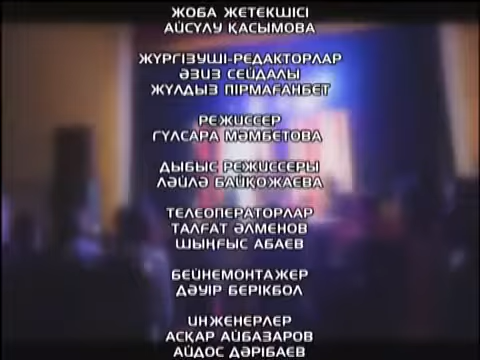 ЖОБА ЖЕТЕКШІСІ
АЙСҰЛУ ҚАСЫМОВА
ЖҮРГІЗУШІ-РЕДАКТОРЛАР
ӘЗИЗ СЕЙДАЛЫ
ЖҰЛДЫЗ ПІРМАҒАНБЕТ
РЕЖИССЕР
ГҮЛСАРА МӘМБЕТОВА
ДЫБЫС РЕЖИССЕРЫ
ЛӘЙЛӘ БАЙҚОЖАЕВА
ТЕЛЕОПЕРАТОРЛАР
ТАЛҒАТ ӘЛМЕНОВ
ШЫҢҒЫС АБАЕВ
БЕЙНЕМОНТАЖЕР
ДӘУІР БЕРІКБОЛ
ИНЖЕНЕРЛЕР
АСҚАР АЙБАЗАРОВ
АЙДОС ДӘРІБАЕВ